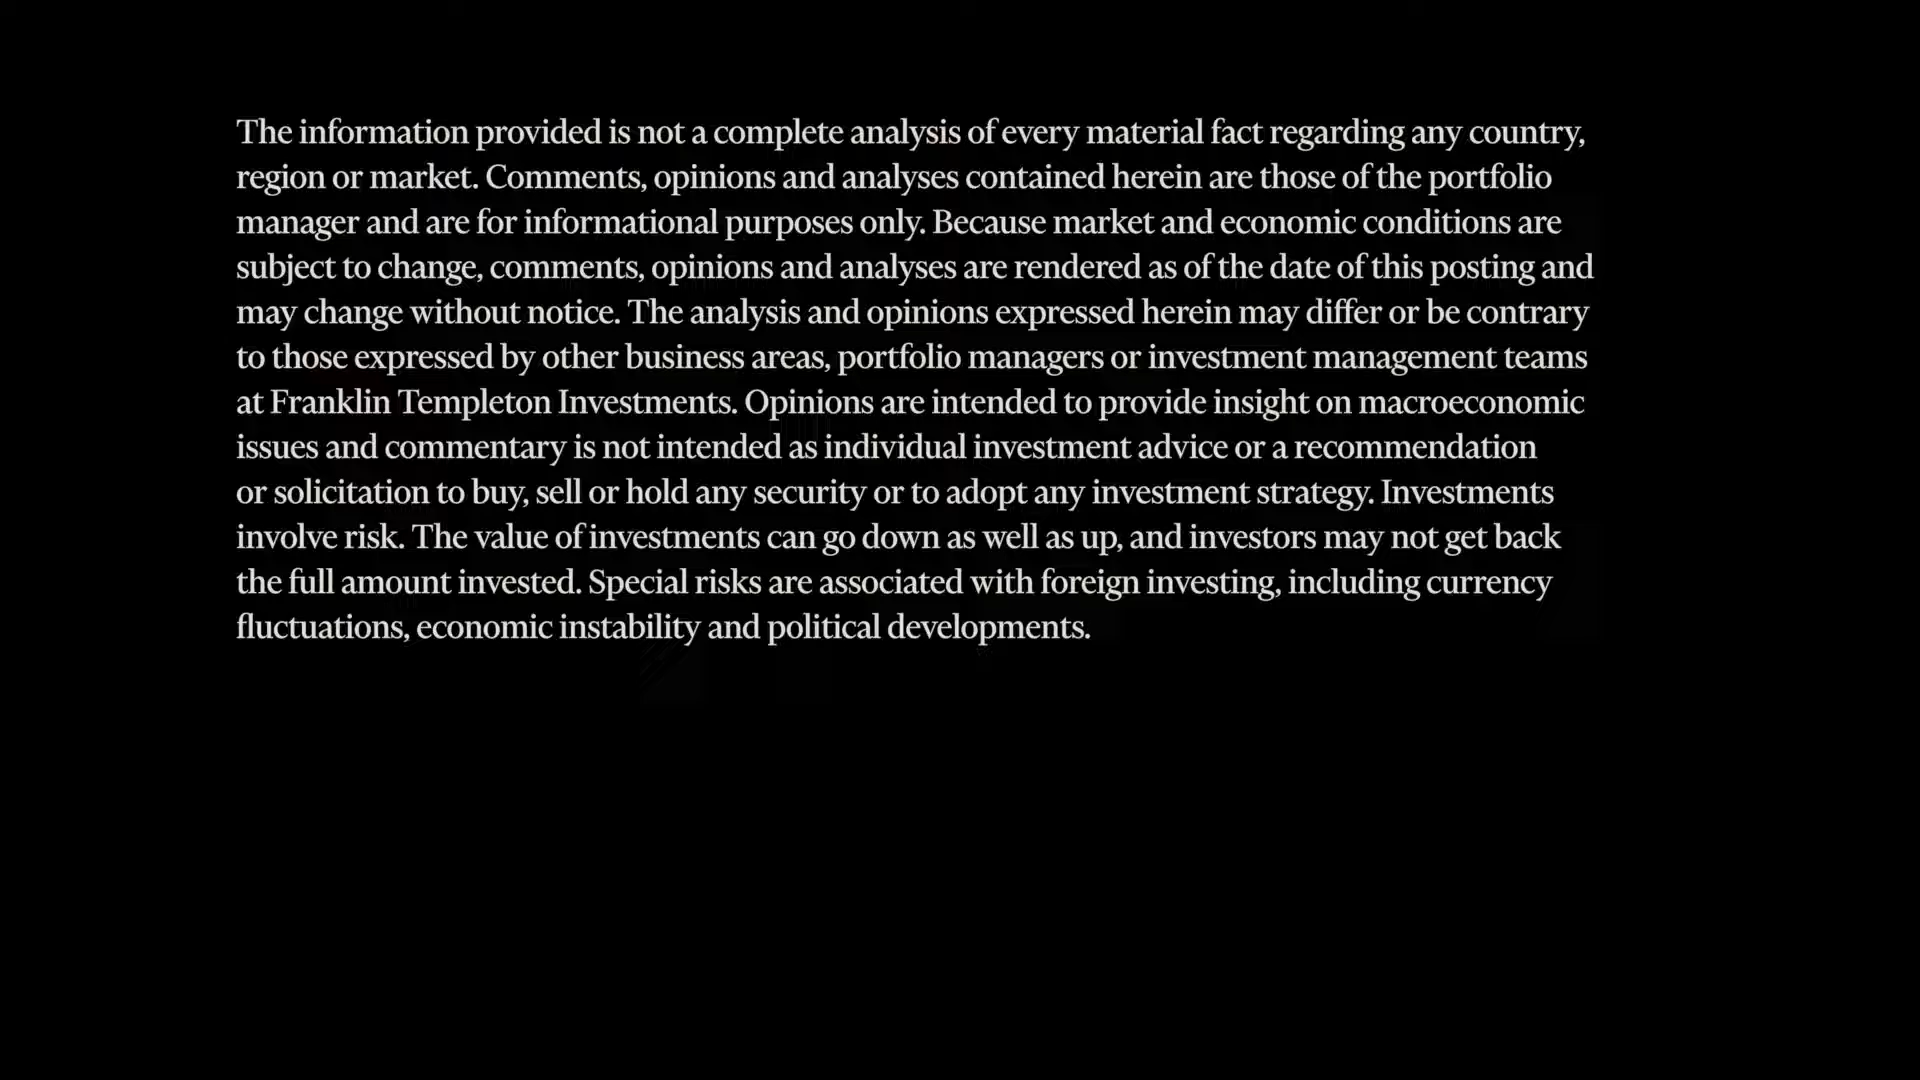 The information provided is not a complete analysis of every material fact regarding any country,
region or market. Comments, opinions and analyses contained herein are those of the portfolio
manager and are for informational purposes only. Because market and economic conditions are
subject to change, comments, opinions and analyses are rendered as of the date of this posting and
may change without notice. The analysis and opinions expressed herein may differ or be contrary
to those expressed by other business areas, portfolio managers or investment management teams
at Franklin Templeton Investments. Opinions are intended to provide insight on macroeconomic
issues and commentary is not intended as individual investment advice or a recommendation
or solicitation to buy, sell or hold any security or to adopt any investment strategy. Investments
involve risk. The value of investments can go down as well as up, and investors may not get back
the full amount invested. Special risks are associated with foreign investing, including currency
fluctuations, economic instability and political developments.